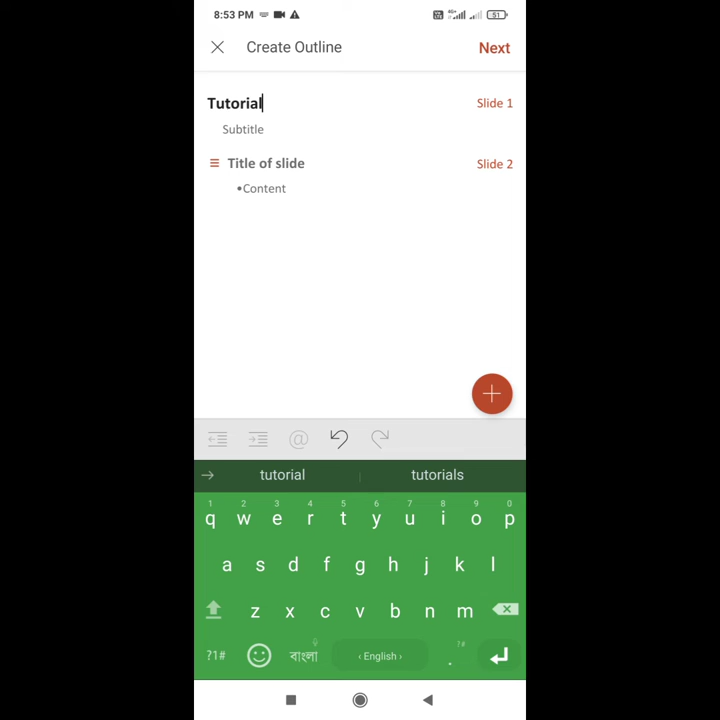 8:53 PM
51
Create Outline
Next
Tutorial
Slide 1
Subtitle
Title of slide
Slide 2
•Content
@
tutorial
tutorials
1 2 3 4 5 6 7 8 9 0
q w e r t y u i o p
a s d f g h j k l
z x c v b n m
?#
?1#
বাংলা
‹ English ›
.